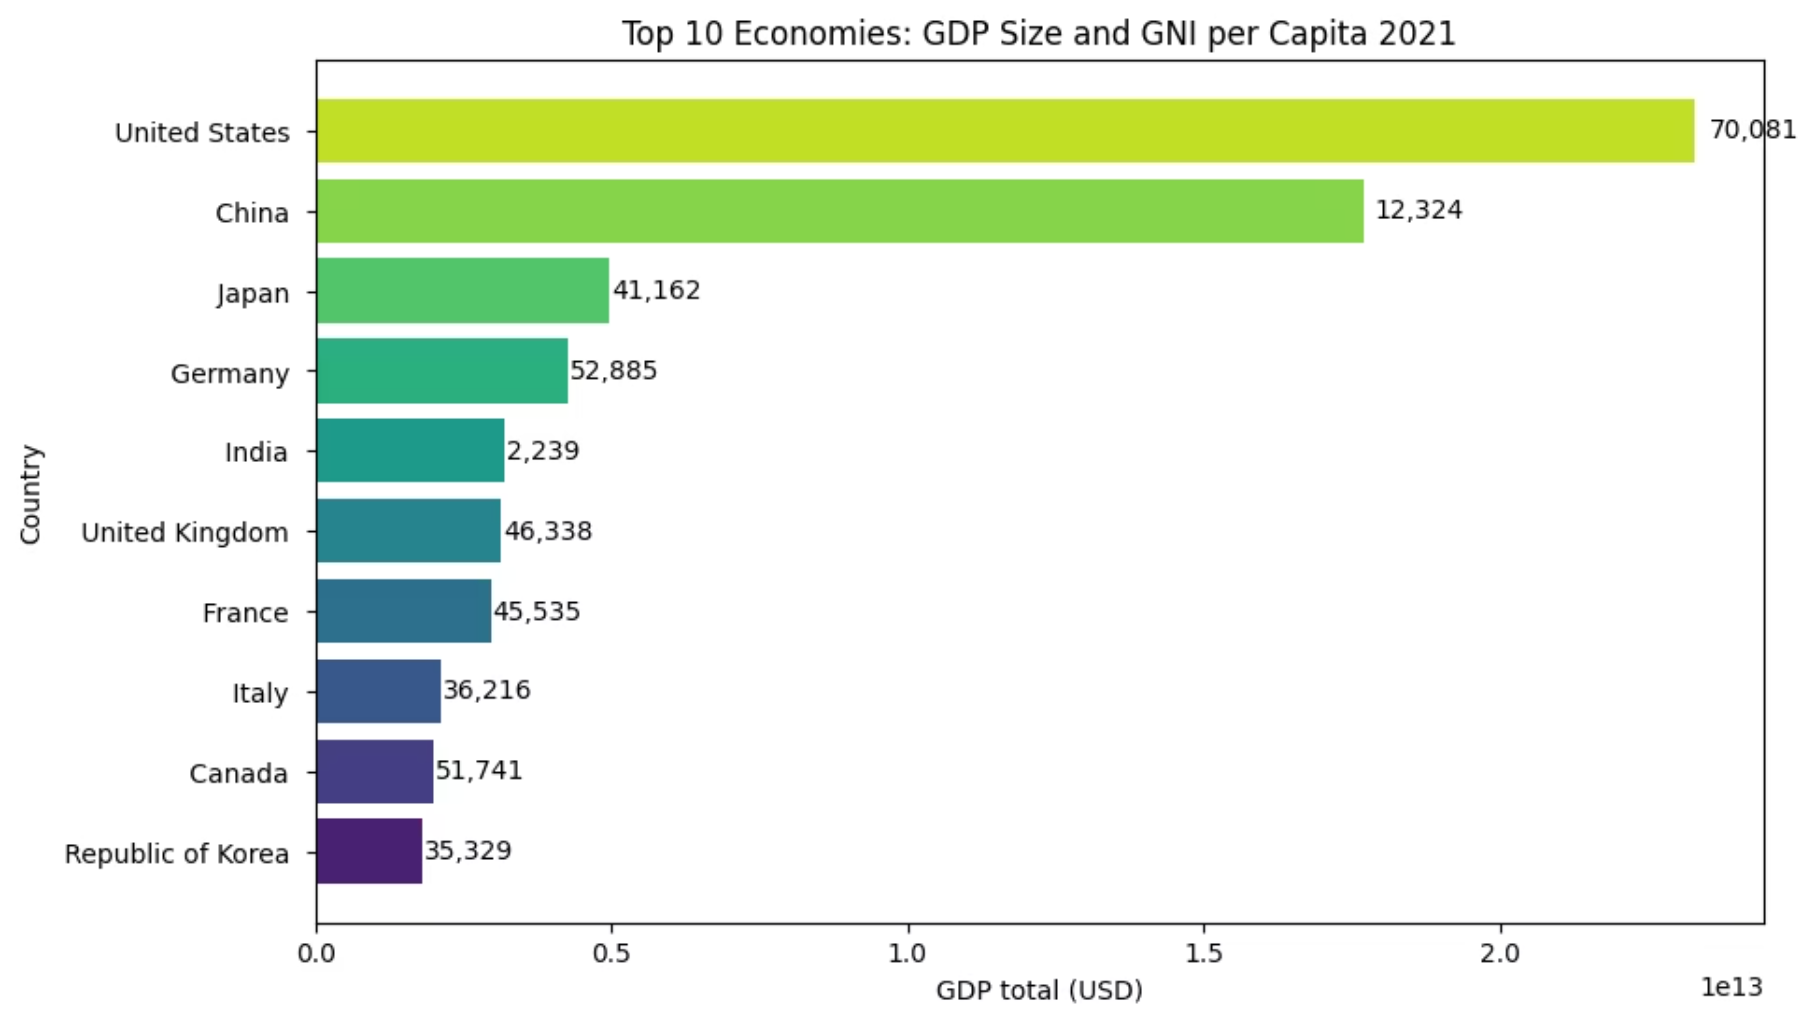 Top 10 Economies: GDP Size and GNI per Capita 2021
United States 70,081
China 12,324
Japan 41,162
Germany 52,885
India 2,239
United Kingdom 46,338
France 45,535
Italy 36,216
Canada 51,741
Republic of Korea 35,329
Country
0.0 0.5 1.0 1.5 2.0
GDP total (USD)
1e13